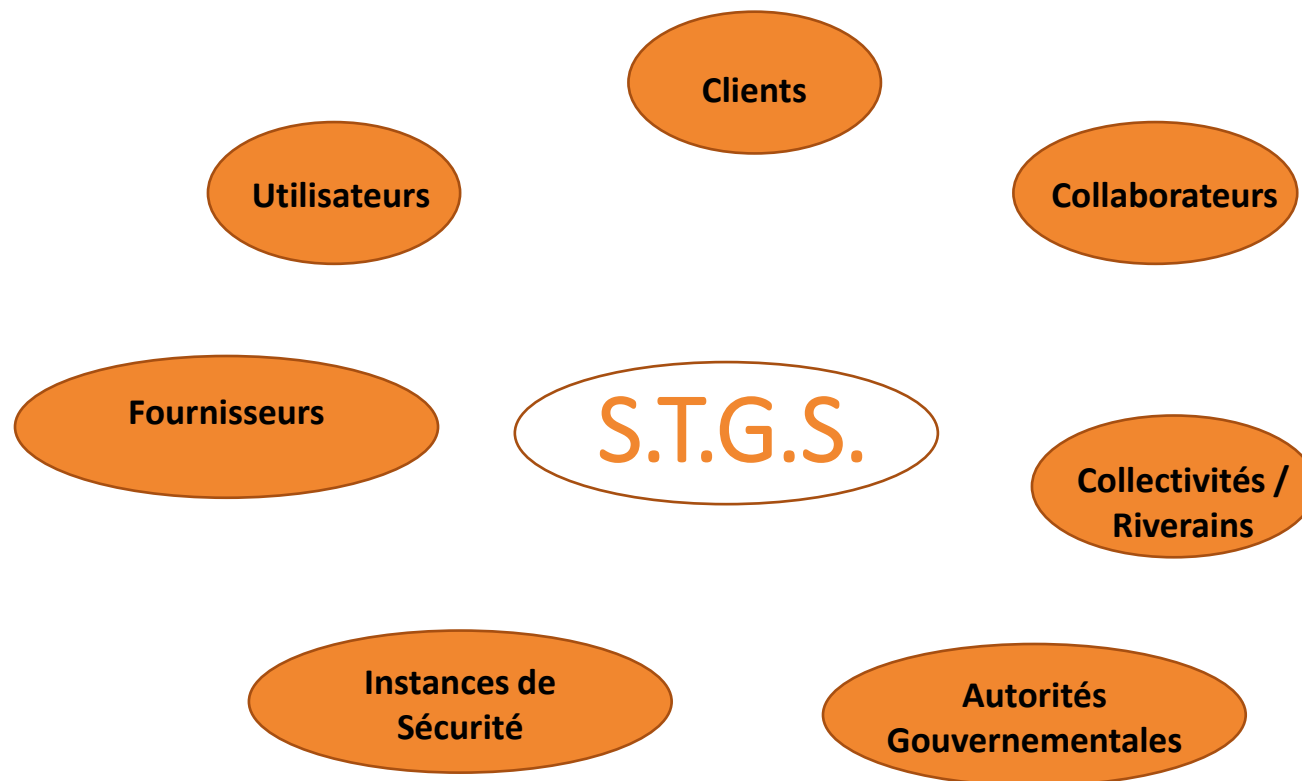 Clients
Utilisateurs
Collaborateurs
Fournisseurs
S.T.G.S.
Collectivités /
Riverains
Instances de
Sécurité
Autorités
Gouvernementales